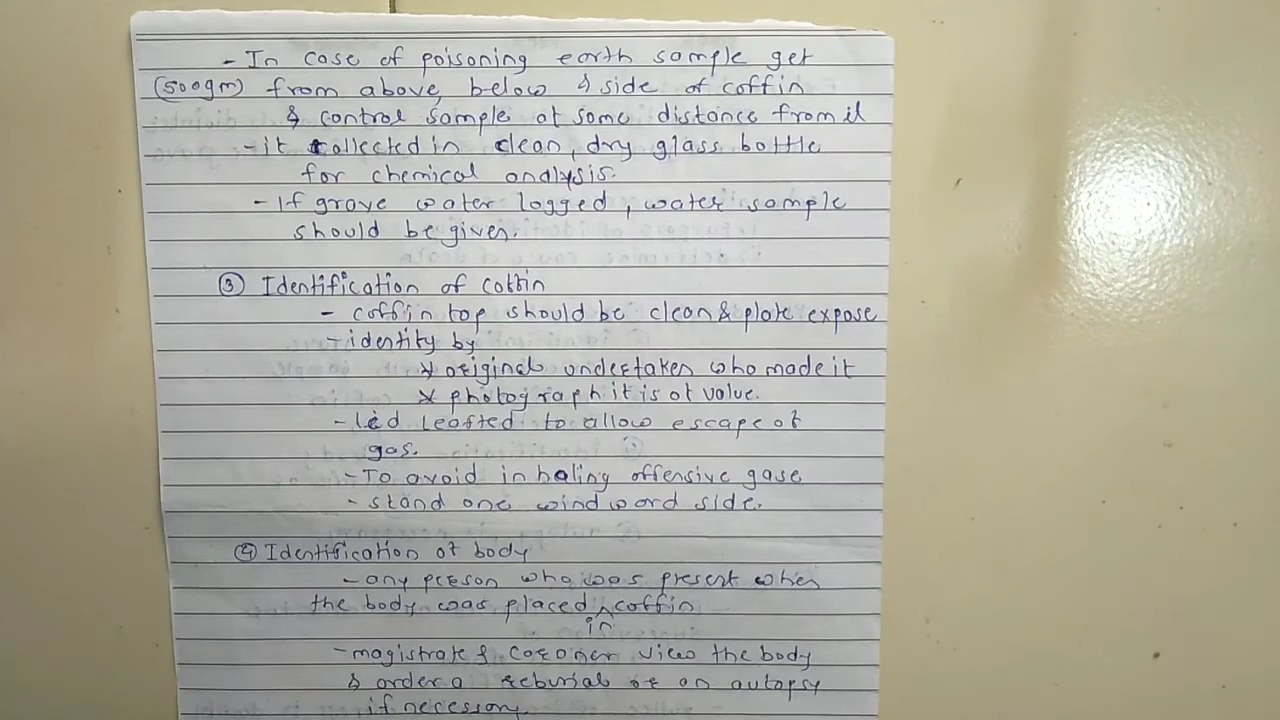 - In case of poisoning earth sample get
(500gm) from above, below & side of coffin
& control sample at some distance from it
- it collected in clean, dry glass bottle
for chemical analysis.
- If grave water logged, water sample
should be given.
③ Identification of coffin
- coffin top should be clean & plate expose
- identity by
* original undertaker who made it
* photograph it is of value.
- lid leafted to allow escape of
gas.
- To avoid inhaling offensive gase
- stand one windword side.
④ Identification of body
- any person who was present when
the body was placed ^ coffin
in
- magistrate & coroner view the body
& order a reburial or an autopsy
if necessary.